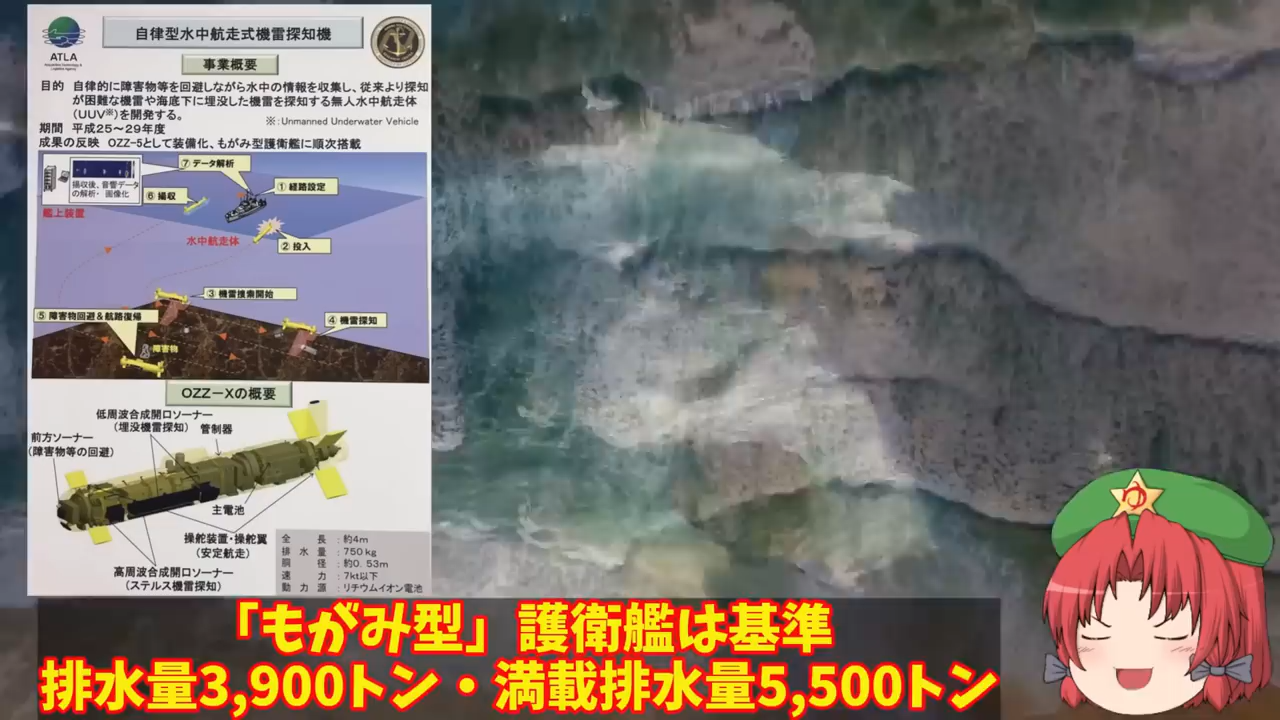 ATLA
自律型水中航走式機雷探知機
事業概要
目的 自律的に障害物等を回避しながら水中の情報を収集し、従来より探知
が困難な機雷や海底下に埋没した機雷を探知する無人水中航走体
(UUV※)を開発する。
※:Unmanned Underwater Vehicle
期間 平成25～29年度
成果の反映 OZZ-5として装備化、もがみ型護衛艦に順次搭載
⑦データ解析
①経路設定
揚収後、音響データ
の解析・画像化
⑥揚収
艦上装置
水中航走体
②投入
③機雷捜索開始
⑤障害物回避＆航路復帰
④機雷探知
障害物
OZZ－Xの概要
低周波合成開口ソーナー
(埋没機雷探知)
管制器
前方ソーナー
(障害物等の回避)
主電池
操舵装置・操舵翼
(安定航走)
高周波合成開口ソーナー
(ステルス機雷探知)
全長:約4m
排水量:750kg
胴径:約0.53m
速力:7kt以下
動力源:リチウムイオン電池
「もがみ型」護衛艦は基準
排水量3,900トン・満載排水量5,500トン